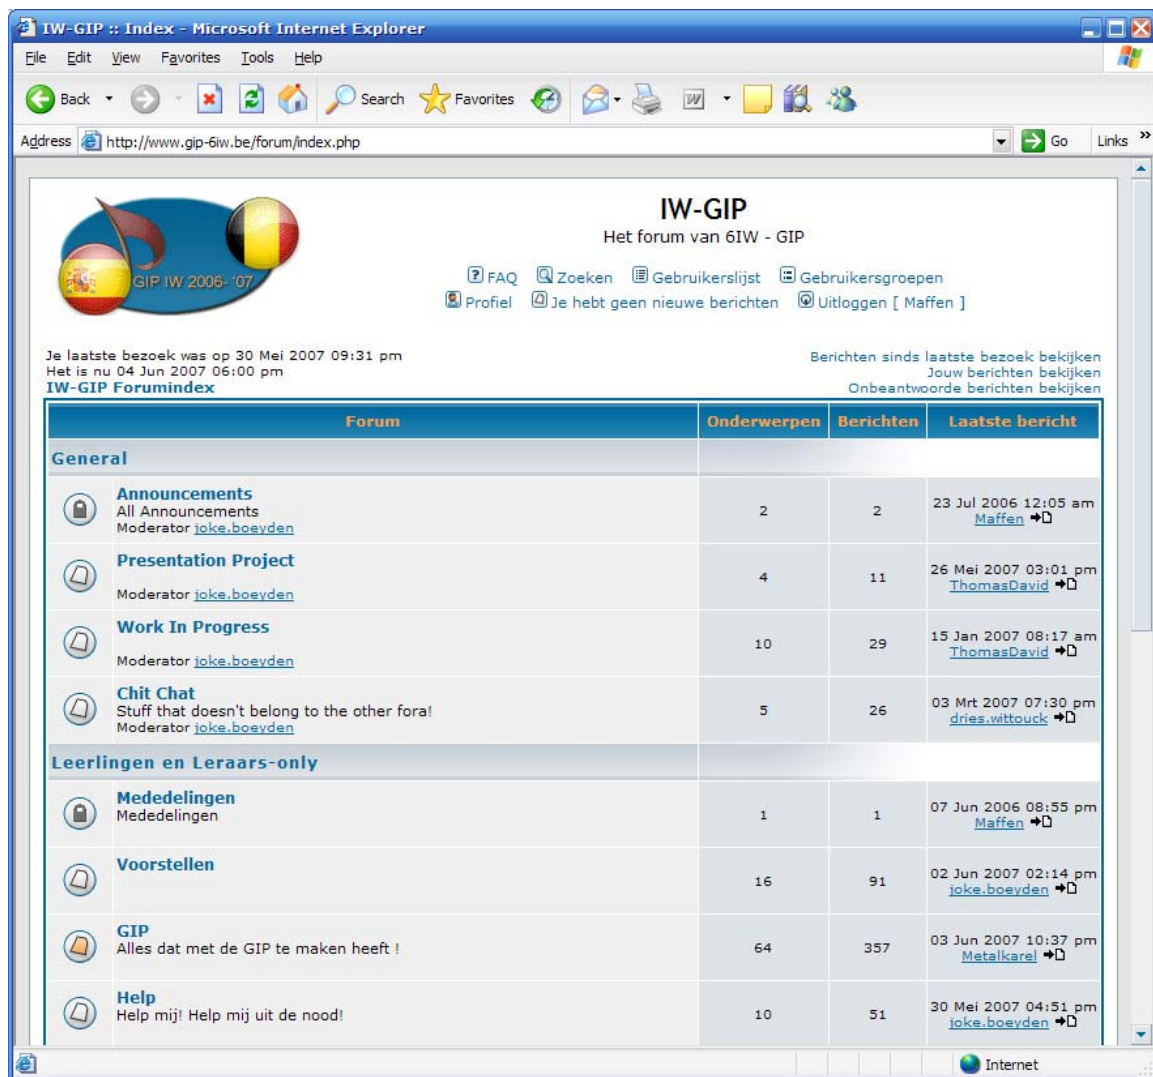 IW-GIP :: Index - Microsoft Internet Explorer
File Edit View Favorites Tools Help
Back Search Favorites
Address http://www.gip-6iw.be/forum/index.php Go Links »
GIP IW 2006- '07
IW-GIP
Het forum van 6IW - GIP
FAQ Zoeken Gebruikerslijst Gebruikersgroepen
Profiel Je hebt geen nieuwe berichten Uitloggen [ Maffen ]
Je laatste bezoek was op 30 Mei 2007 09:31 pm
Het is nu 04 Jun 2007 06:00 pm
IW-GIP Forumindex
Berichten sinds laatste bezoek bekijken
Jouw berichten bekijken
Onbeantwoorde berichten bekijken
Forum Onderwerpen Berichten Laatste bericht
General
Announcements
All Announcements
Moderator joke.boeyden
2 2 23 Jul 2006 12:05 am
Maffen
Presentation Project
Moderator joke.boeyden
4 11 26 Mei 2007 03:01 pm
ThomasDavid
Work In Progress
Moderator joke.boeyden
10 29 15 Jan 2007 08:17 am
ThomasDavid
Chit Chat
Stuff that doesn't belong to the other fora!
Moderator joke.boeyden
5 26 03 Mrt 2007 07:30 pm
dries.wittouck
Leerlingen en Leraars-only
Mededelingen
Mededelingen
1 1 07 Jun 2006 08:55 pm
Maffen
Voorstellen
16 91 02 Jun 2007 02:14 pm
joke.boeyden
GIP
Alles dat met de GIP te maken heeft !
64 357 03 Jun 2007 10:37 pm
Metalkarel
Help
Help mij! Help mij uit de nood!
10 51 30 Mei 2007 04:51 pm
joke.boeyden
Internet